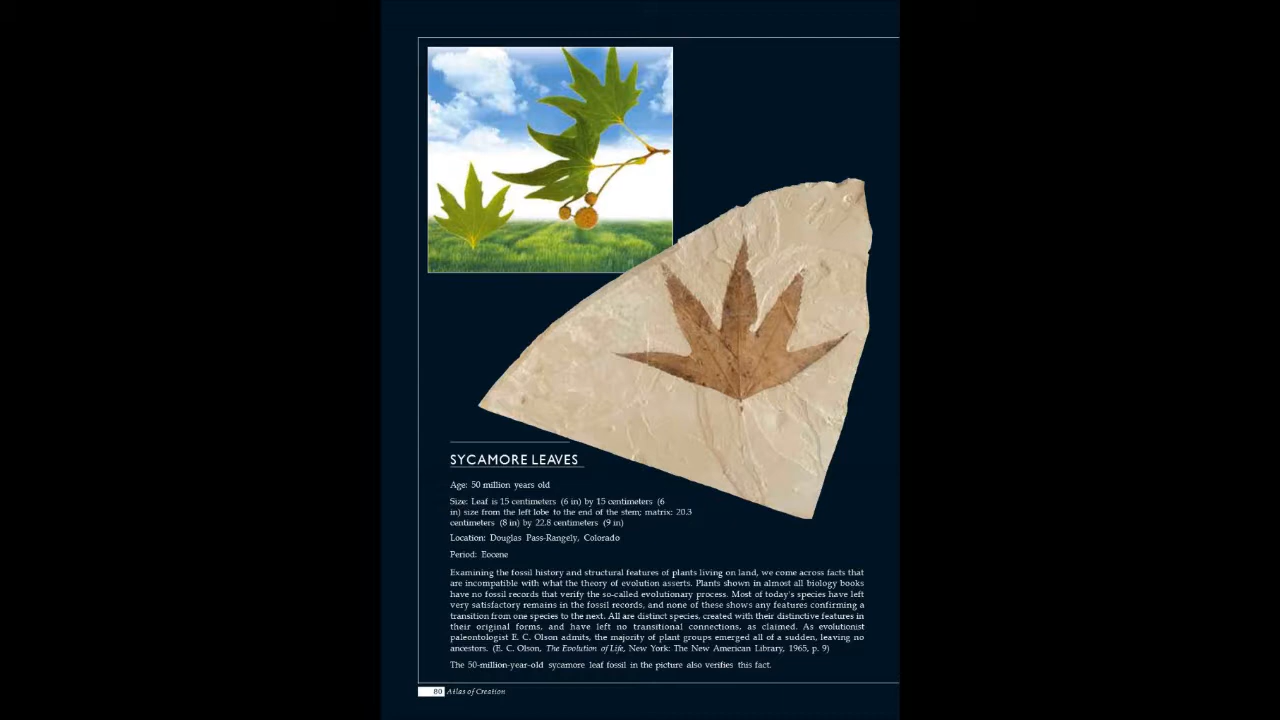 SYCAMORE LEAVES
Age: 50 million years old
Size: Leaf is 15 centimeters (6 in) by 15 centimeters (6
in) size from the left lobe to the end of the stem; matrix: 20.3
centimeters (8 in) by 22.8 centimeters (9 in)
Location: Douglas Pass-Rangely, Colorado
Period: Eocene
Examining the fossil history and structural features of plants living on land, we come across facts that
are incompatible with what the theory of evolution asserts. Plants shown in almost all biology books
have no fossil records that verify the so-called evolutionary process. Most of today's species have left
very satisfactory remains in the fossil records, and none of these shows any features confirming a
transition from one species to the next. All are distinct species, created with their distinctive features in
their original forms, and have left no transitional connections, as claimed. As evolutionist
paleontologist E. C. Olson admits, the majority of plant groups emerged all of a sudden, leaving no
ancestors. (E. C. Olson, The Evolution of Life, New York: The New American Library, 1965, p. 9)
The 50-million-year-old sycamore leaf fossil in the picture also verifies this fact.
80 Atlas of Creation